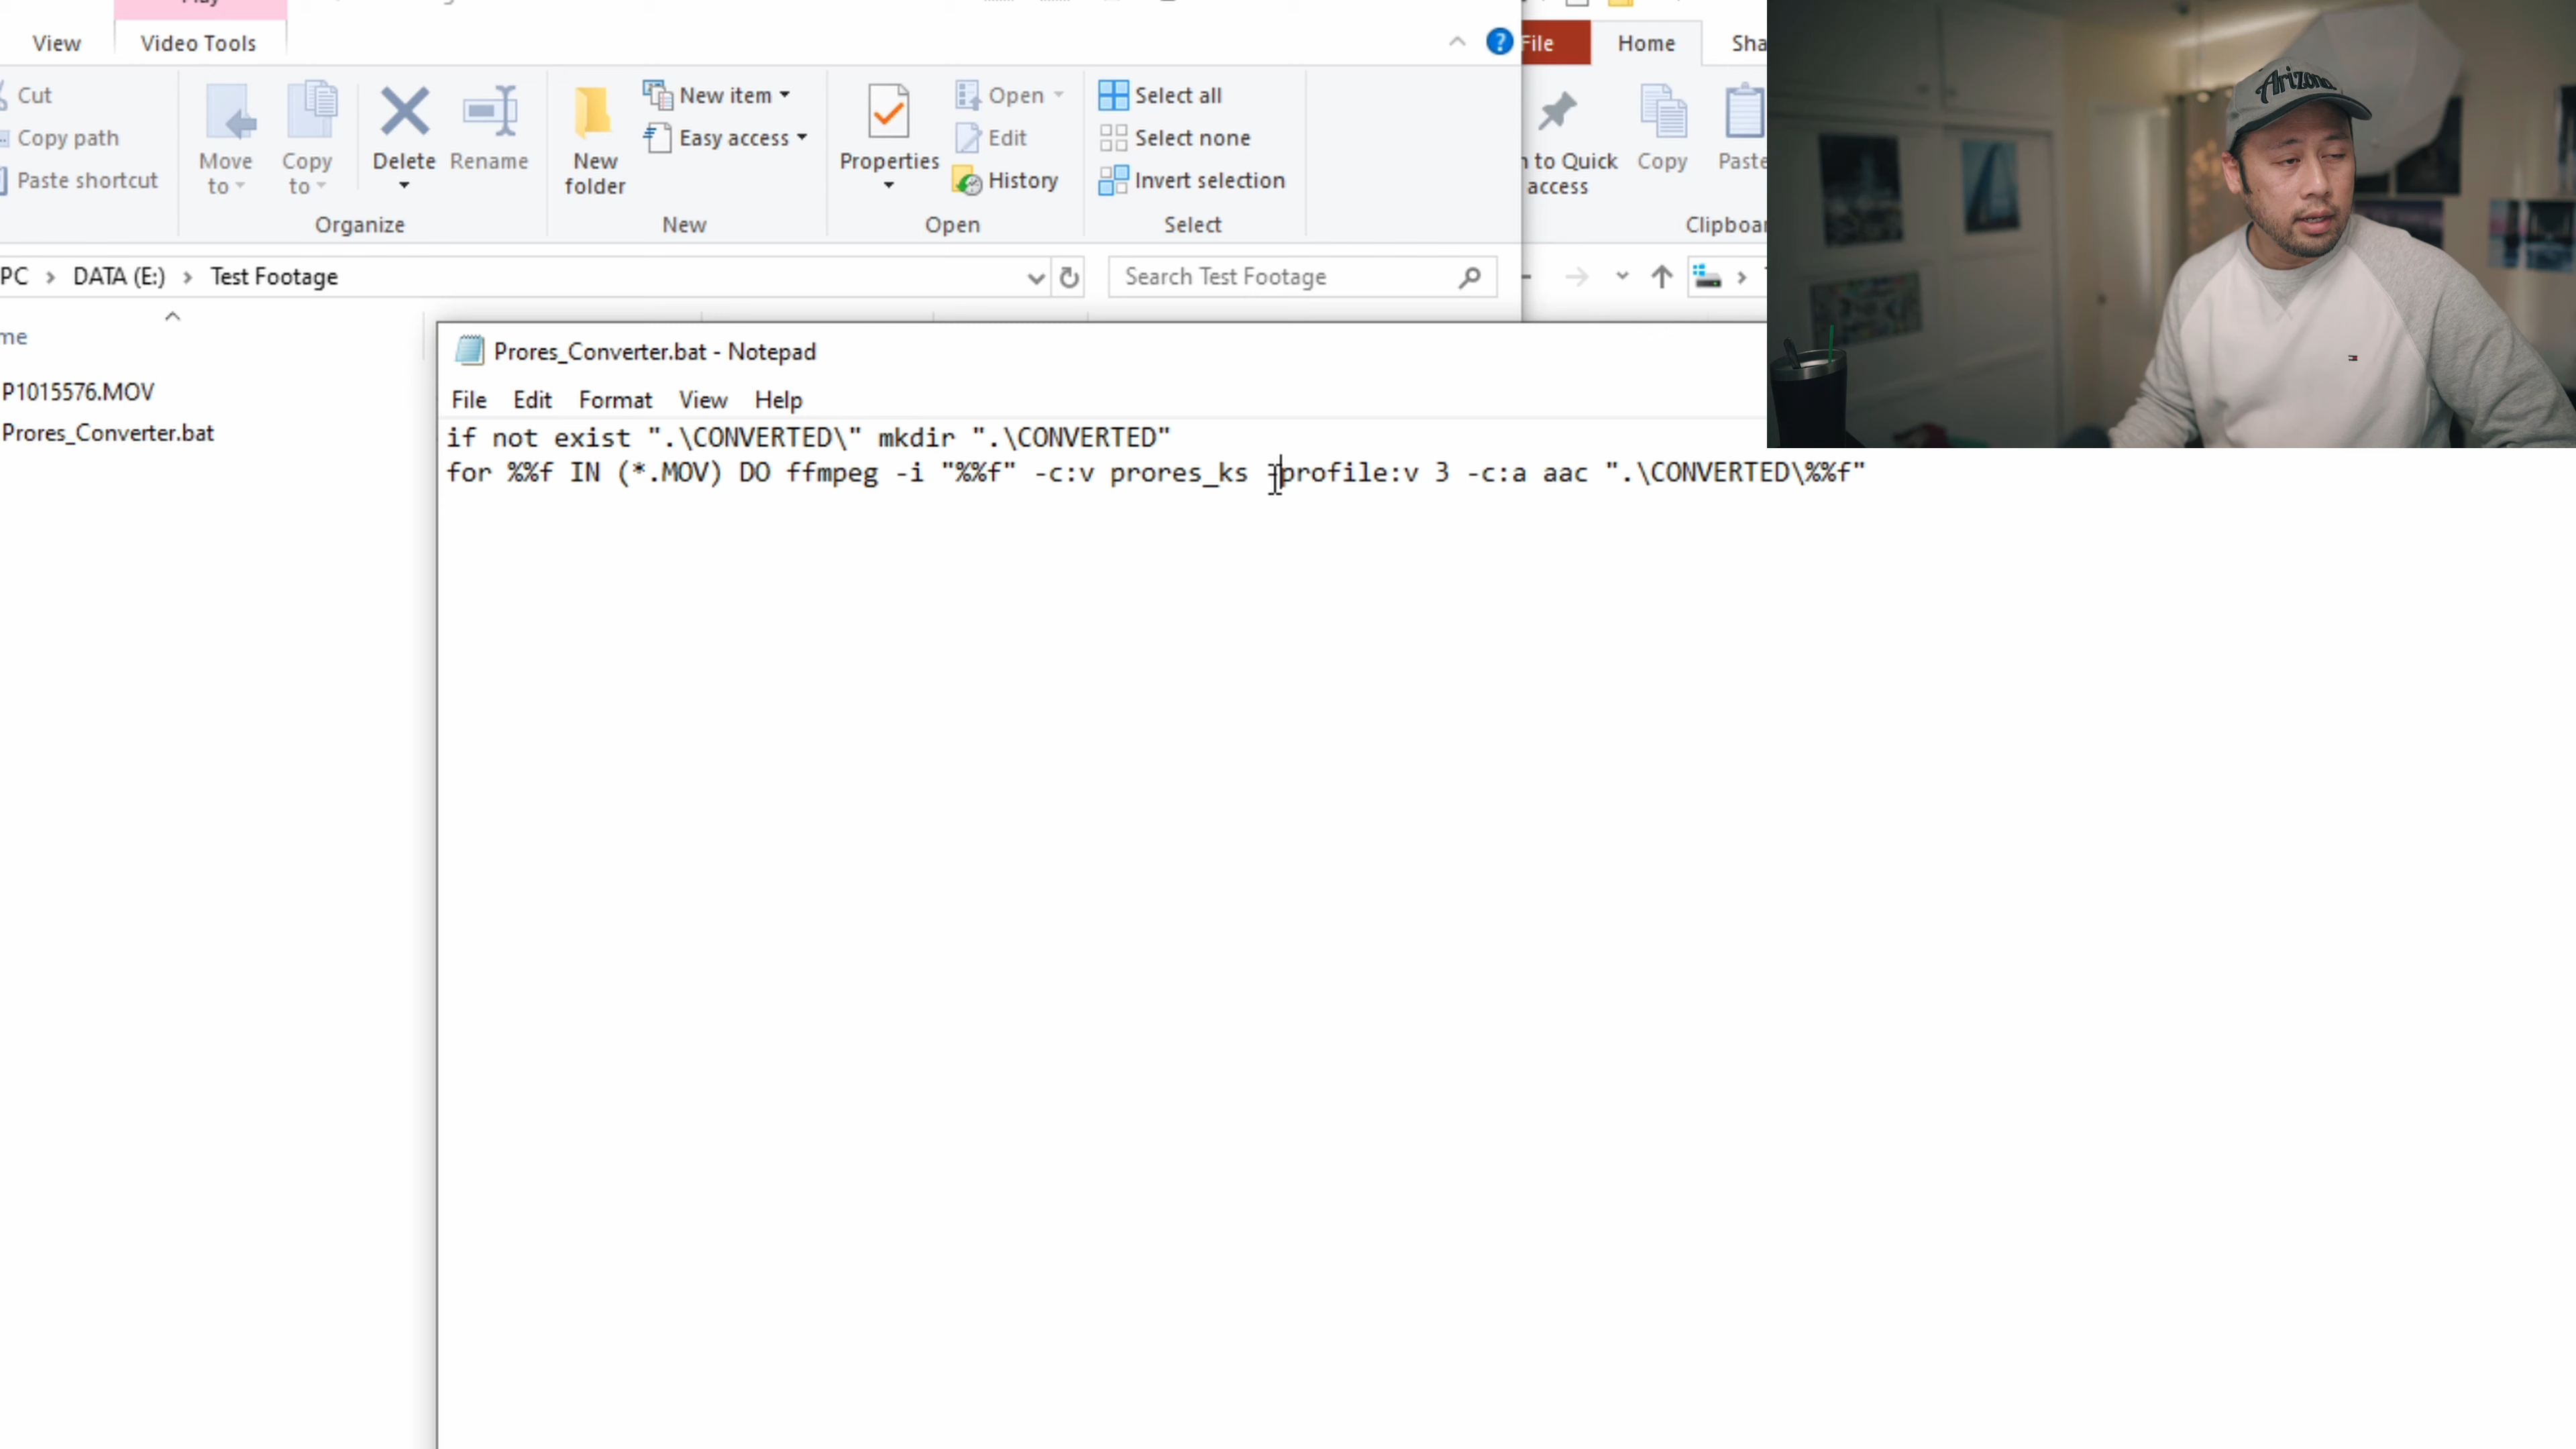 View
Video Tools
File
Home
Cut
Copy path
Paste shortcut
Move to
Copy to
Delete
Rename
Organize
New folder
New item
Easy access
New
Properties
Open
Edit
History
Open
Select all
Select none
Invert selection
Select
to Quick access
Copy
Paste
PC > DATA (E:) > Test Footage
Search Test Footage
P1015576.MOV
Prores_Converter.bat
Prores_Converter.bat - Notepad
File Edit Format View Help
if not exist ".\CONVERTED\" mkdir ".\CONVERTED"
for %%f IN (*.MOV) DO ffmpeg -i "%%f" -c:v prores_ks -profile:v 3 -c:a aac ".\CONVERTED\%%f"
Arizona